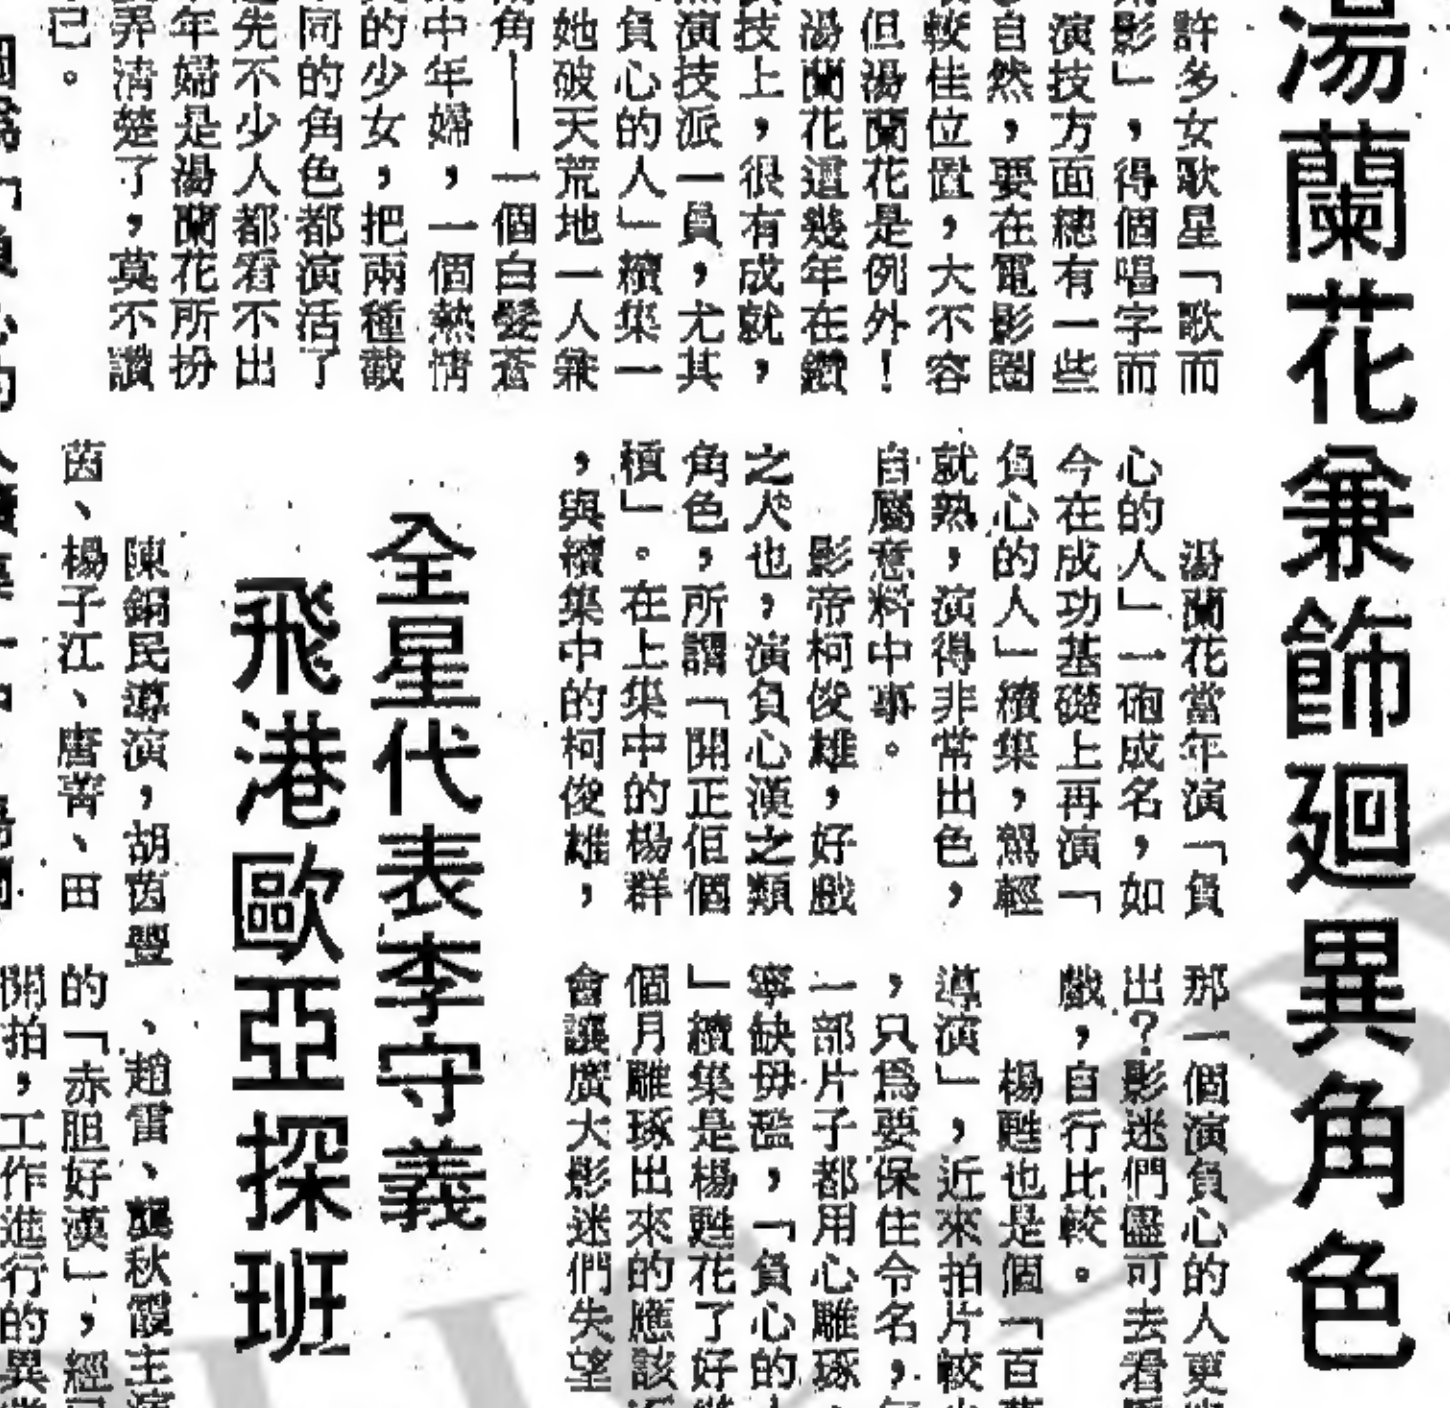 湯蘭花兼飾迥異角色
許多女歌星「歌而
影」,得個唱字而
演技方面總有一些
自然,要在電影圈
較佳位置,大不容
但湯蘭花是例外!
湯蘭花這幾年在鑽
技上,很有成就,
演技派一員,尤其
負心的人」續集一
她破天荒地一人兼
角——一個白髮蒼
中年婦,一個熱情
的少女,把兩種截
同的角色都演活了
先不少人都看不出
年婦是湯蘭花所扮
弄清楚了,莫不讚
已。
湯蘭花當年演「負
心的人」一砲成名,如
今在成功基礎上再演「
負心的人」續集,駕輕
就熟,演得非常出色,
自屬意料中事。
影帝柯俊雄,好戲
之人也,演負心漢之類
角色,所謂「開正佢個
槓」。在上集中的楊群
,與續集中的柯俊雄,
那一個演負心的人更
出?影迷們儘可去看
戲,自行比較。
楊甦也是個「百
導演」,近來拍片較
,只爲要保住令名,
一部片子都用心雕琢,
寧缺毋濫,「負心的
」續集是楊甦花了好
個月雕琢出來的應該
會讓廣大影迷們失望
全星代表李守義
飛港歐亞探班
陳銅民導演,胡茵
茵、楊子江、唐菁、田
、趙雷、龔秋霞主演
的「赤胆好漢」,經
開拍,工作進行的異